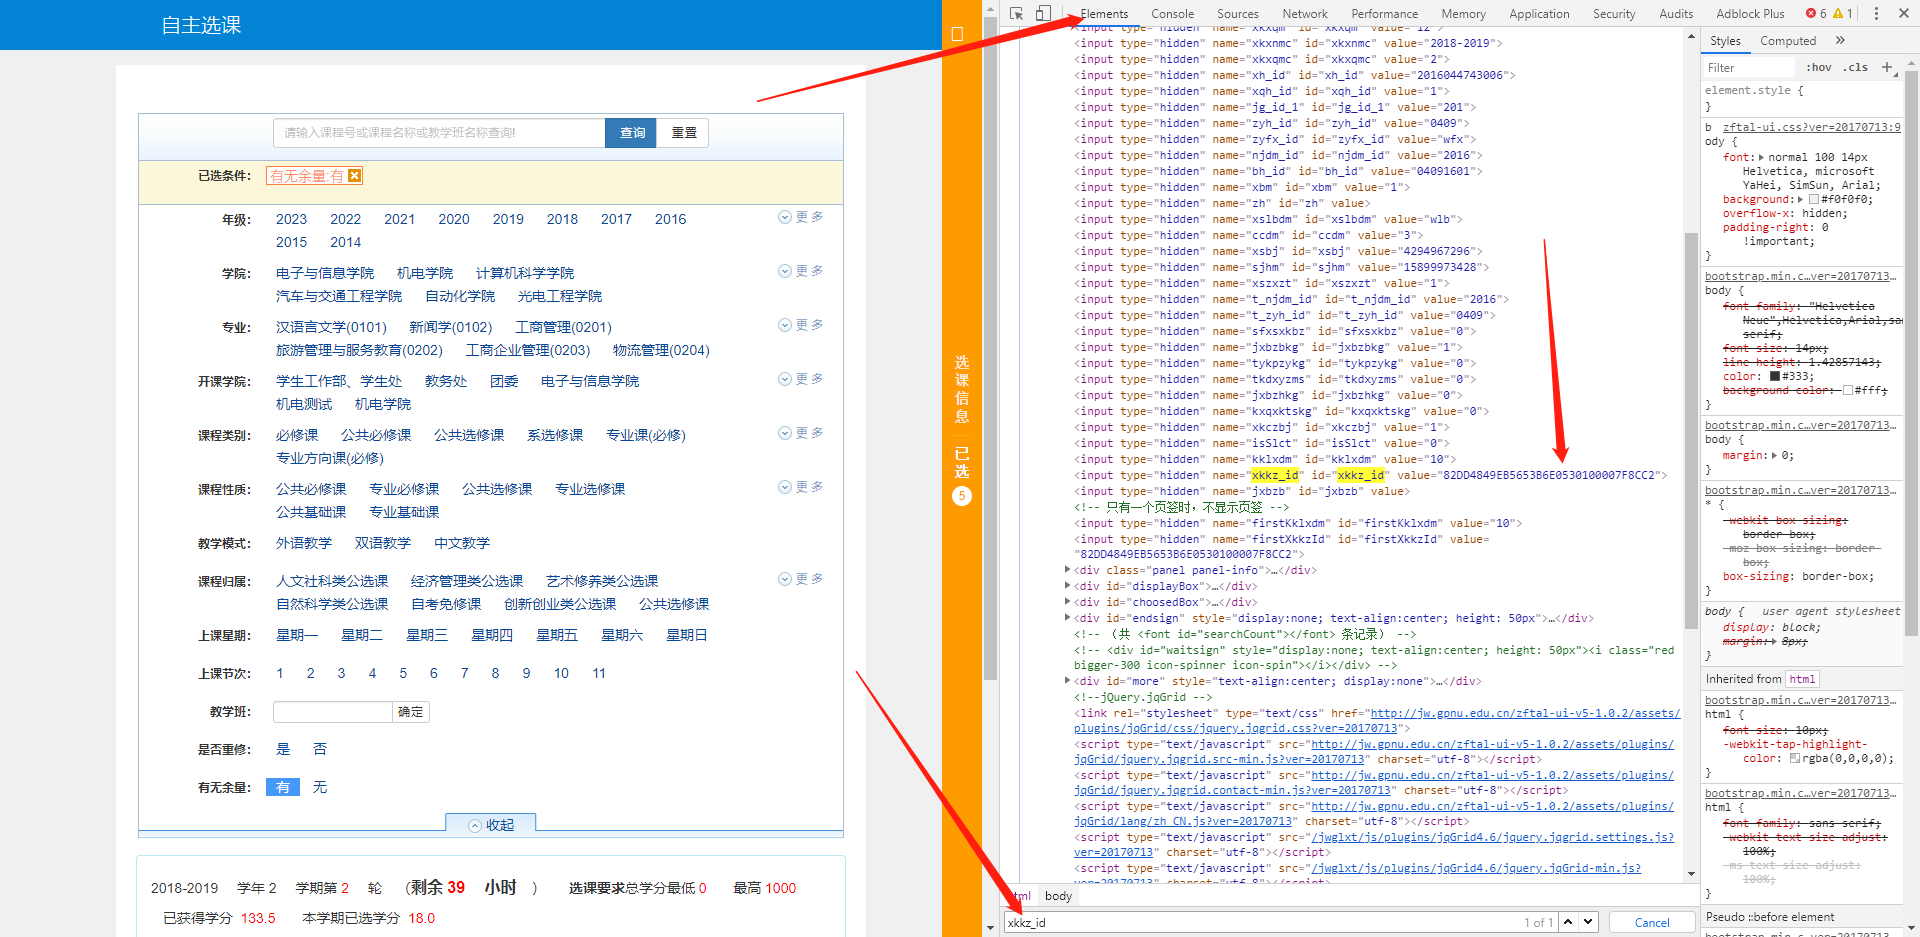 自主选课
请输入课程号或课程名称或教学班名称查询!
查询
重置
已选条件:
有无余量:有
年级: 2023 2022 2021 2020 2019 2018 2017 2016 更多
2015 2014
学院: 电子与信息学院 机电学院 计算机科学学院 更多
汽车与交通工程学院 自动化学院 光电工程学院
专业: 汉语言文学(0101) 新闻学(0102) 工商管理(0201) 更多
旅游管理与服务教育(0202) 工商企业管理(0203) 物流管理(0204)
开课学院: 学生工作部、学生处 教务处 团委 电子与信息学院 更多
机电测试 机电学院
课程类别: 必修课 公共必修课 公共选修课 系选修课 专业课(必修) 更多
专业方向课(必修)
课程性质: 公共必修课 专业必修课 公共选修课 专业选修课 更多
公共基础课 专业基础课
教学模式: 外语教学 双语教学 中文教学
课程归属: 人文社科类公选课 经济管理类公选课 艺术修养类公选课 更多
自然科学类公选课 自考免修课 创新创业类公选课 公共选修课
上课星期: 星期一 星期二 星期三 星期四 星期五 星期六 星期日
上课节次: 1 2 3 4 5 6 7 8 9 10 11
教学班: 确定
是否重修: 是 否
有无余量: 有 无
收起
2018-2019 学年 2 学期第 2 轮 (剩余 39 小时 ) 选课要求总学分最低 0 最高 1000
已获得学分 133.5 本学期已选学分 18.0
选课信息
已选
5
Elements Console Sources Network Performance Memory Application Security Audits Adblock Plus 6 1
<input type="hidden" name="xkxqm" id="xkxqm" value="12">
<input type="hidden" name="xkxnmc" id="xkxnmc" value="2018-2019">
<input type="hidden" name="xkxqmc" id="xkxqmc" value="2">
<input type="hidden" name="xh_id" id="xh_id" value="2016044743006">
<input type="hidden" name="xqh_id" id="xqh_id" value="1">
<input type="hidden" name="jg_id_1" id="jg_id_1" value="201">
<input type="hidden" name="zyh_id" id="zyh_id" value="0409">
<input type="hidden" name="zyfx_id" id="zyfx_id" value="wfx">
<input type="hidden" name="njdm_id" id="njdm_id" value="2016">
<input type="hidden" name="bh_id" id="bh_id" value="04091601">
<input type="hidden" name="xbm" id="xbm" value="1">
<input type="hidden" name="zh" id="zh" value>
<input type="hidden" name="xslbdm" id="xslbdm" value="wlb">
<input type="hidden" name="ccdm" id="ccdm" value="3">
<input type="hidden" name="xsbj" id="xsbj" value="4294967296">
<input type="hidden" name="sjhm" id="sjhm" value="15899973428">
<input type="hidden" name="xszxzt" id="xszxzt" value="1">
<input type="hidden" name="t_njdm_id" id="t_njdm_id" value="2016">
<input type="hidden" name="t_zyh_id" id="t_zyh_id" value="0409">
<input type="hidden" name="sfxsxkbz" id="sfxsxkbz" value="0">
<input type="hidden" name="jxbzbkg" id="jxbzbkg" value="1">
<input type="hidden" name="tykpzykg" id="tykpzykg" value="0">
<input type="hidden" name="tkdxyzms" id="tkdxyzms" value="0">
<input type="hidden" name="jxbzhkg" id="jxbzhkg" value="0">
<input type="hidden" name="kxqxktskg" id="kxqxktskg" value="0">
<input type="hidden" name="xkczbj" id="xkczbj" value="1">
<input type="hidden" name="isSlct" id="isSlct" value="0">
<input type="hidden" name="kklxdm" id="kklxdm" value="10">
<input type="hidden" name="xkkz_id" id="xkkz_id" value="82DD4849EB5653B6E0530100007F8CC2">
<input type="hidden" name="jxbzb" id="jxbzb" value>
<!-- 只有一个页签时，不显示页签 -->
<input type="hidden" name="firstKklxdm" id="firstKklxdm" value="10">
<input type="hidden" name="firstXkkzId" id="firstXkkzId" value=
"82DD4849EB5653B6E0530100007F8CC2">
<div class="panel panel-info">…</div>
<div id="displayBox">…</div>
<div id="choosedBox">…</div>
<div id="endsign" style="display:none; text-align:center; height: 50px">…</div>
<!-- （共 <font id="searchCount"></font> 条记录） -->
<!-- <div id="waitsign" style="display:none; text-align:center; height: 50px"><i class="red
bigger-300 icon-spinner icon-spin"></i></div> -->
<div id="more" style="text-align:center; display:none">…</div>
<!--jQuery.jqGrid -->
<link rel="stylesheet" type="text/css" href="http://jw.gpnu.edu.cn/zftal-ui-v5-1.0.2/assets/
plugins/jqGrid/css/jquery.jqgrid.css?ver=20170713">
<script type="text/javascript" src="http://jw.gpnu.edu.cn/zftal-ui-v5-1.0.2/assets/plugins/
jqGrid/jquery.jqgrid.src-min.js?ver=20170713" charset="utf-8"></script>
<script type="text/javascript" src="http://jw.gpnu.edu.cn/zftal-ui-v5-1.0.2/assets/plugins/
jqGrid/jquery.jqgrid.contact-min.js?ver=20170713" charset="utf-8"></script>
<script type="text/javascript" src="http://jw.gpnu.edu.cn/zftal-ui-v5-1.0.2/assets/plugins/
jqGrid/lang/zh_CN.js?ver=20170713" charset="utf-8"></script>
<script type="text/javascript" src="/jwglxt/js/plugins/jqGrid4.6/jquery.jqgrid.settings.js?
ver=20170713" charset="utf-8"></script>
<script type="text/javascript" src="/jwglxt/js/plugins/jqGrid4.6/jquery.jqGrid-min.js?
ver=20170713" charset="utf-8"></script>
html body
xkkz_id 1 of 1 Cancel
Styles Computed »
Filter :hov .cls +
element.style {
}
b zftal-ui.css?ver=20170713:9
ody {
font: normal 100 14px
Helvetica, microsoft
YaHei, SimSun, Arial;
background: #f0f0f0;
overflow-x: hidden;
padding-right: 0
!important;
}
bootstrap.min.c…ver=20170713…
body {
font-family: "Helvetica
Neue",Helvetica,Arial,san
serif;
font-size: 14px;
line-height: 1.42857143;
color: #333;
background-color: #fff;
}
bootstrap.min.c…ver=20170713…
body {
margin: 0;
}
bootstrap.min.c…ver=20170713…
* {
-webkit-box-sizing:
border-box;
-moz-box-sizing: border-
box;
box-sizing: border-box;
}
body { user agent stylesheet
display: block;
margin: 8px;
}
Inherited from html
bootstrap.min.c…ver=20170713…
html {
font-size: 10px;
-webkit-tap-highlight-
color: rgba(0,0,0,0);
}
bootstrap.min.c…ver=20170713…
html {
font-family: sans-serif;
-webkit-text-size-adjust:
100%;
-ms-text-size-adjust:
100%;
}
Pseudo ::before element
bootstrap.min.c…ver=20170713…